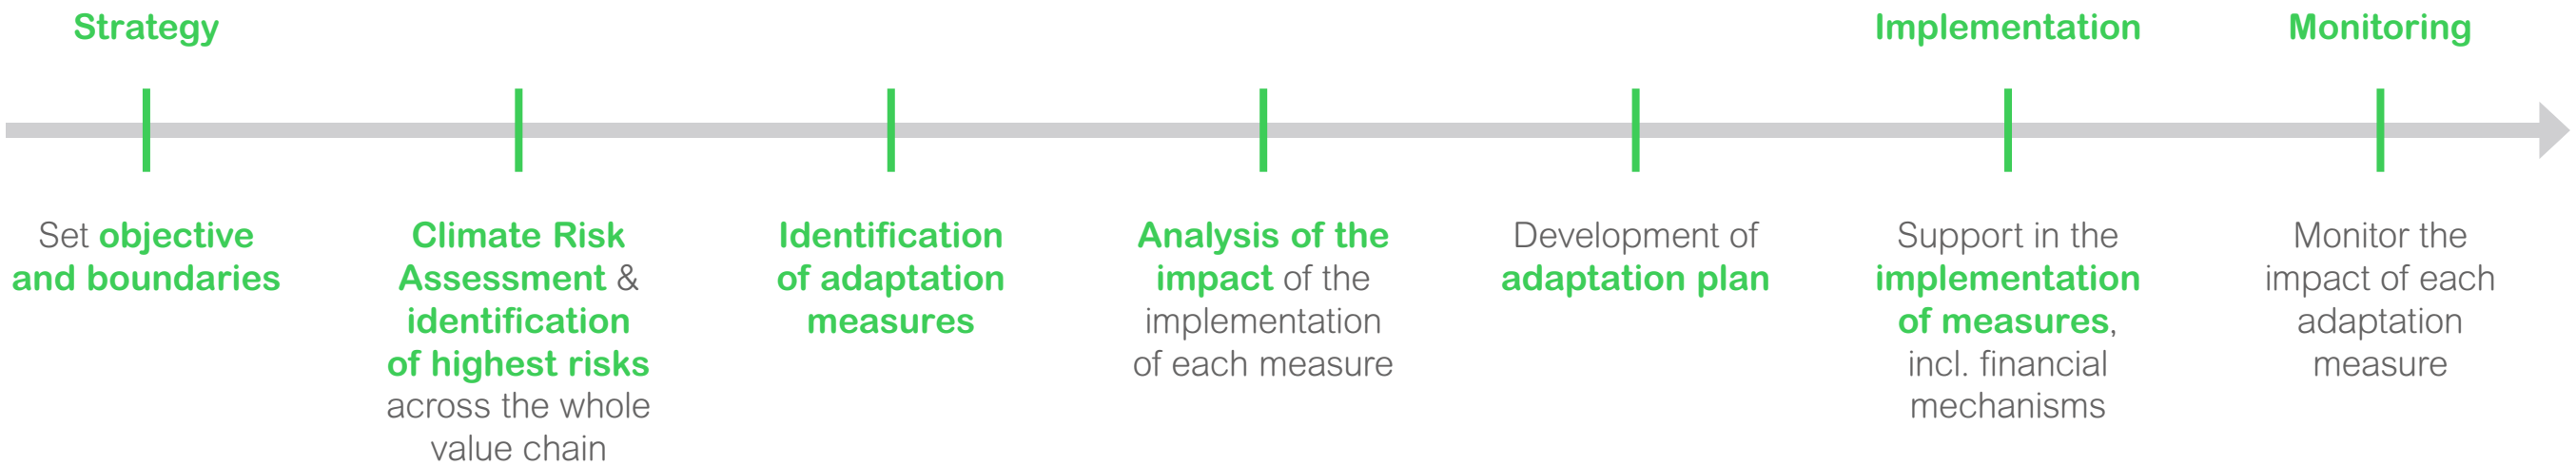 Strategy
Implementation
Monitoring
Set objective
and boundaries
Climate Risk
Assessment &
identification
of highest risks
across the whole
value chain
Identification
of adaptation
measures
Analysis of the
impact of the
implementation
of each measure
Development of
adaptation plan
Support in the
implementation
of measures,
incl. financial
mechanisms
Monitor the
impact of each
adaptation
measure